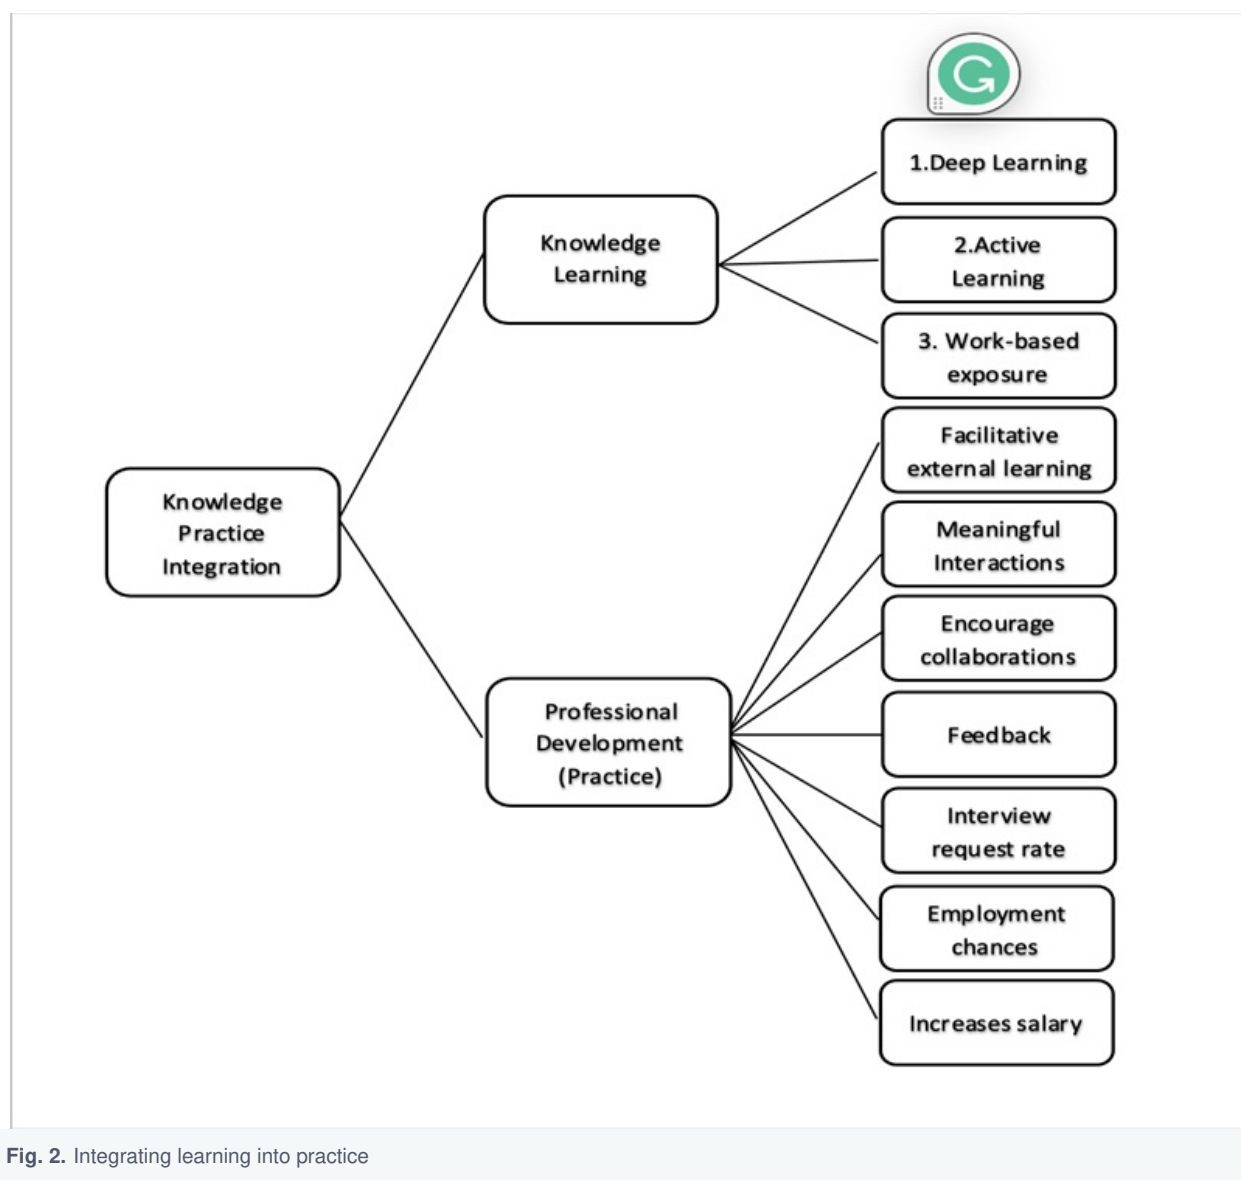 Knowledge
Practice
Integration
Knowledge
Learning
Professional
Development
(Practice)
1.Deep Learning
2.Active
Learning
3. Work-based
exposure
Facilitative
external learning
Meaningful
Interactions
Encourage
collaborations
Feedback
Interview
request rate
Employment
chances
Increases salary
Fig. 2. Integrating learning into practice